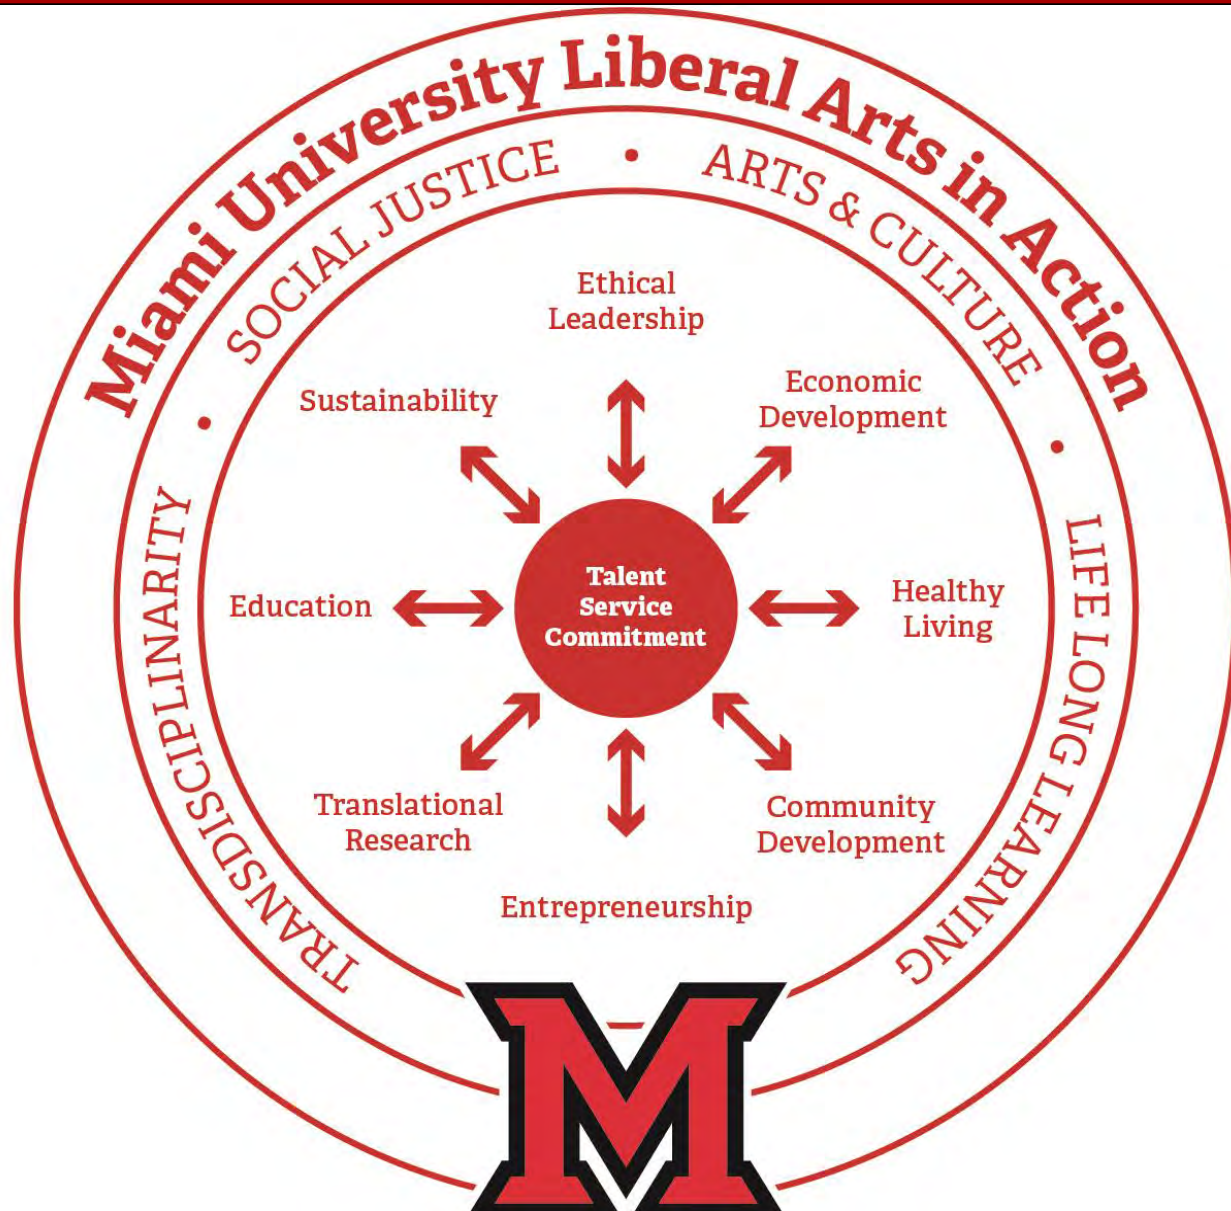 Miami University Liberal Arts in Action
TRANSDISCIPLINARITY • SOCIAL JUSTICE • ARTS & CULTURE • LIFE LONG LEARNING
Ethical
Leadership
Economic
Development
Healthy
Living
Community
Development
Entrepreneurship
Translational
Research
Education
Sustainability
Talent
Service
Commitment
M